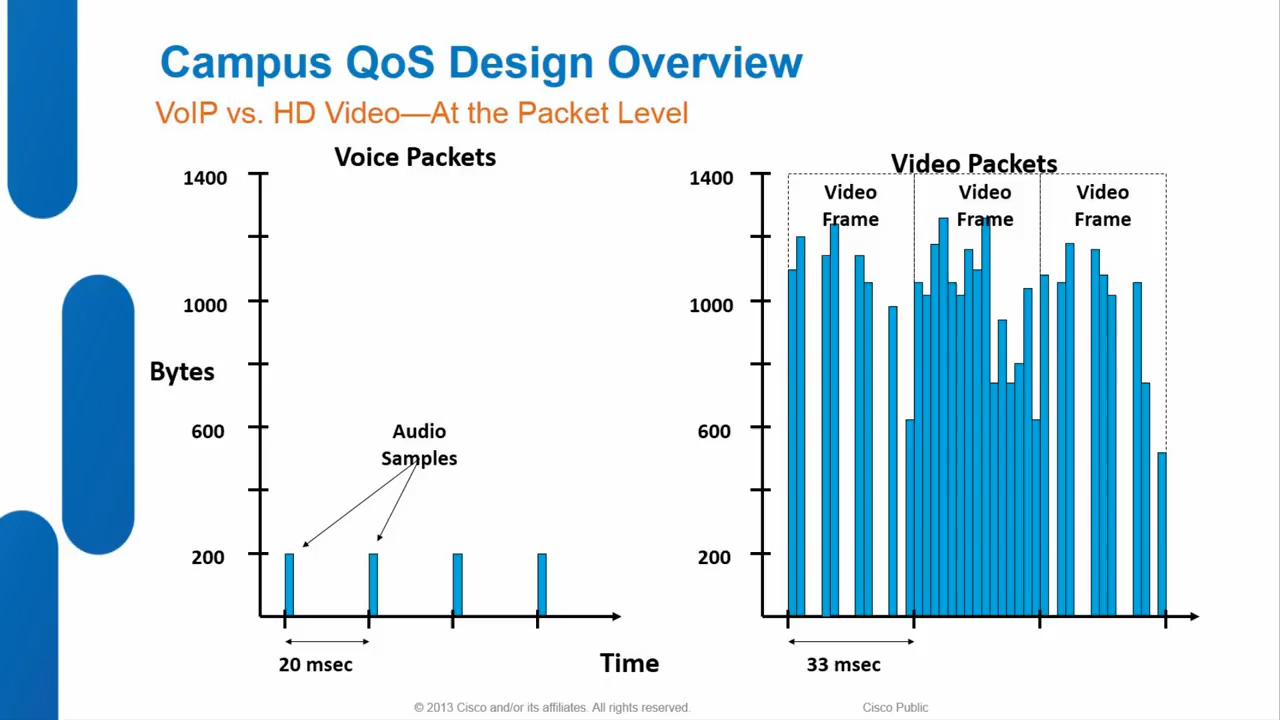 Campus QoS Design Overview
VoIP vs. HD Video—At the Packet Level
Voice Packets
1400
1000
Bytes
600
Audio
Samples
200
20 msec
Time
Video Packets
1400
Video
Frame
Video
Frame
Video
Frame
1000
600
200
33 msec
© 2013 Cisco and/or its affiliates. All rights reserved.
Cisco Public